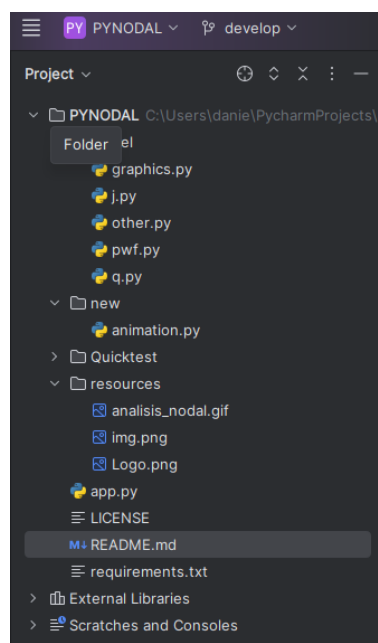 PY PYNODAL develop
Project
PYNODAL C:\Users\danie\PycharmProjects\
Folder el
graphics.py
j.py
other.py
pwf.py
q.py
new
animation.py
Quicktest
resources
analisis_nodal.gif
img.png
Logo.png
app.py
LICENSE
M↓ README.md
requirements.txt
External Libraries
Scratches and Consoles